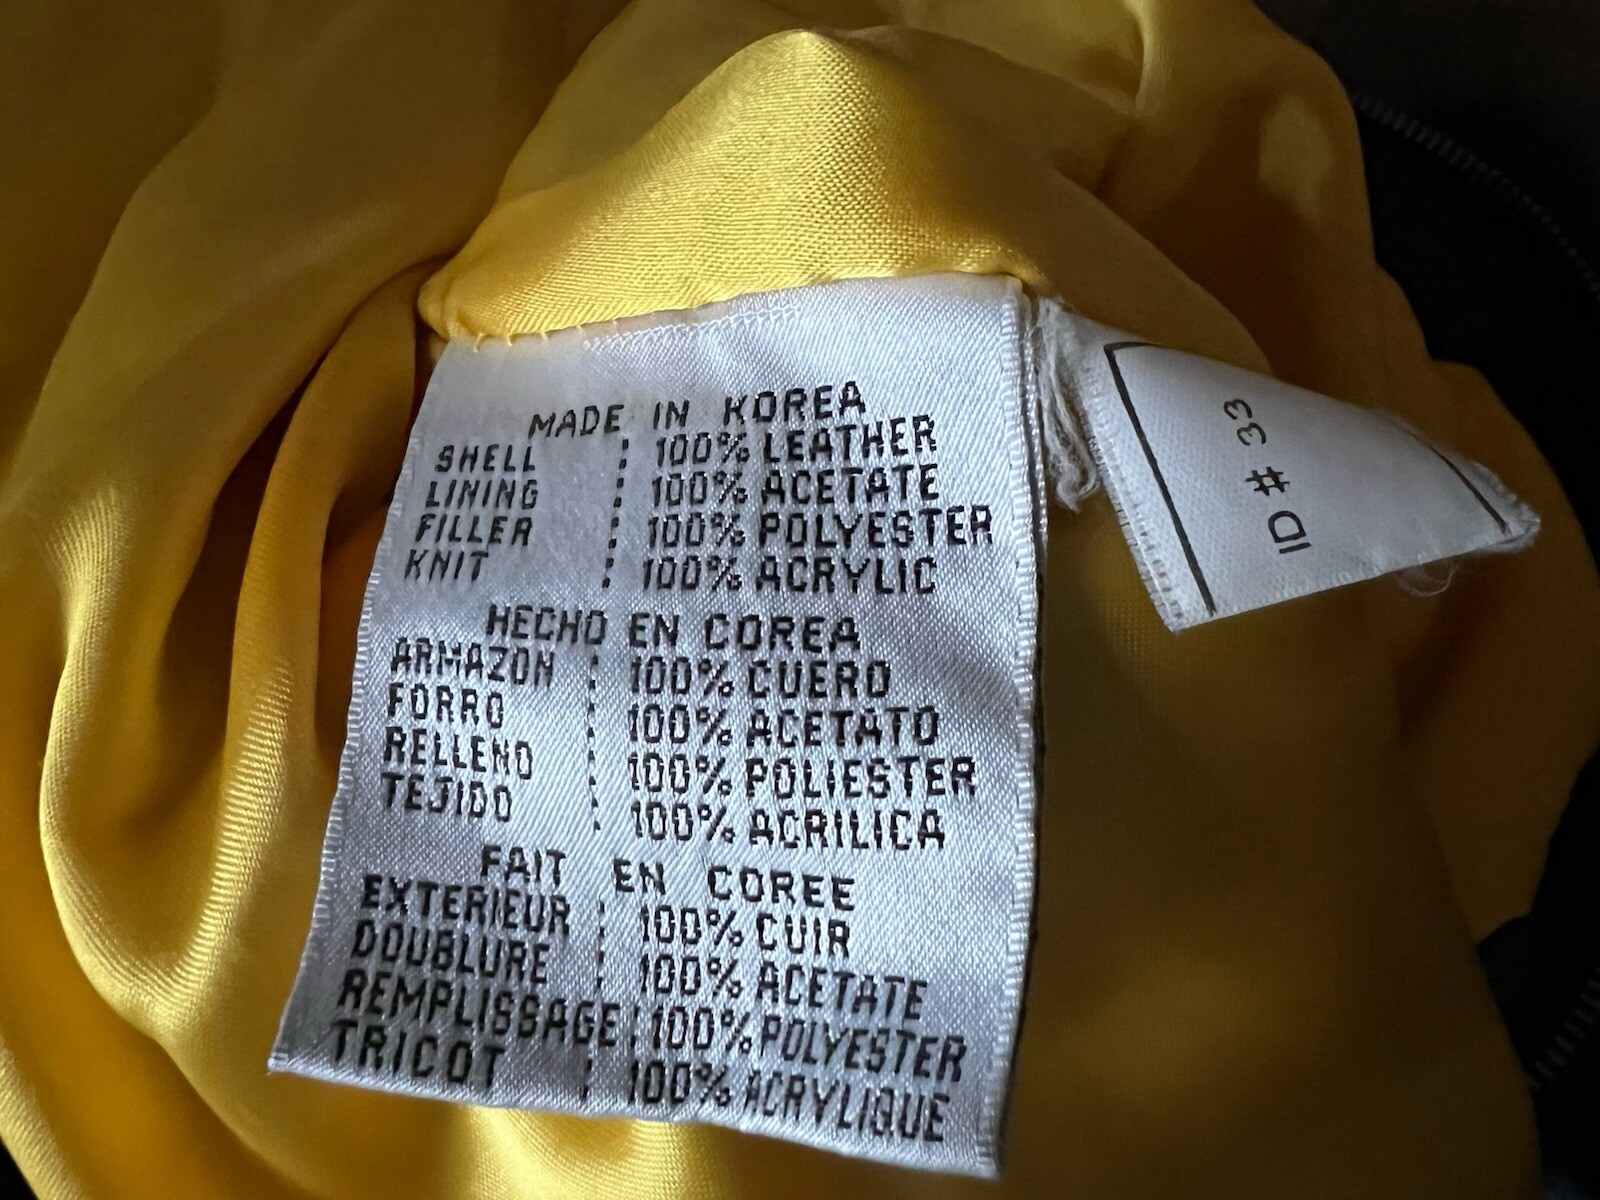 MADE IN KOREA
SHELL : 100% LEATHER
LINING : 100% ACETATE
FILLER : 100% POLYESTER
KNIT : 100% ACRYLIC
HECHO EN COREA
ARMAZON : 100% CUERO
FORRO : 100% ACETATO
RELLENO : 100% POLIESTER
TEJIDO : 100% ACRILICA
FAIT EN COREE
EXTERIEUR : 100% CUIR
DOUBLURE : 100% ACETATE
REMPLISSAGE : 100% POLYESTER
TRICOT : 100% ACRYLIQUE
ID # 33